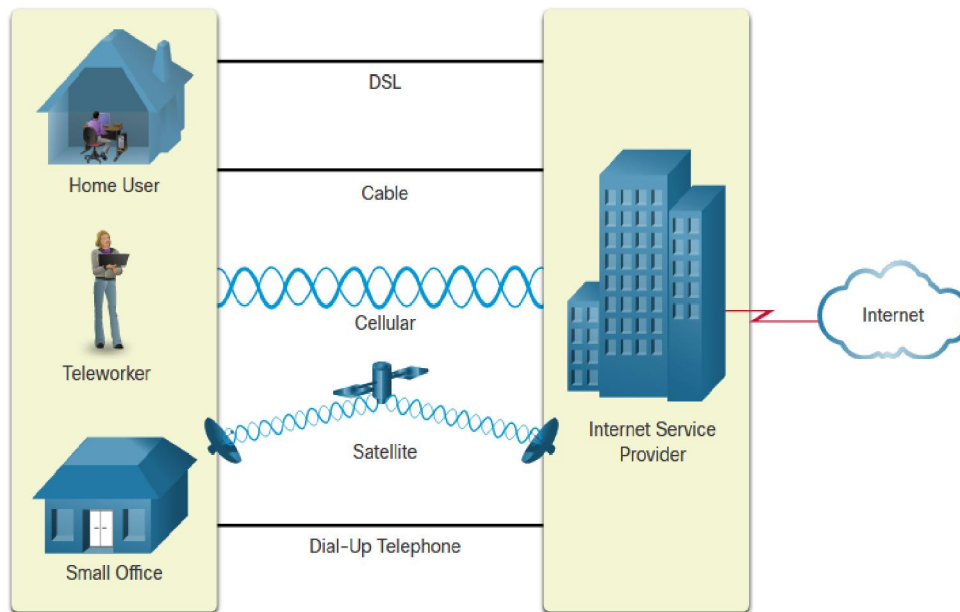 DSL
Home User
Cable
Teleworker
Cellular
Internet
Satellite
Internet Service
Provider
Small Office
Dial-Up Telephone